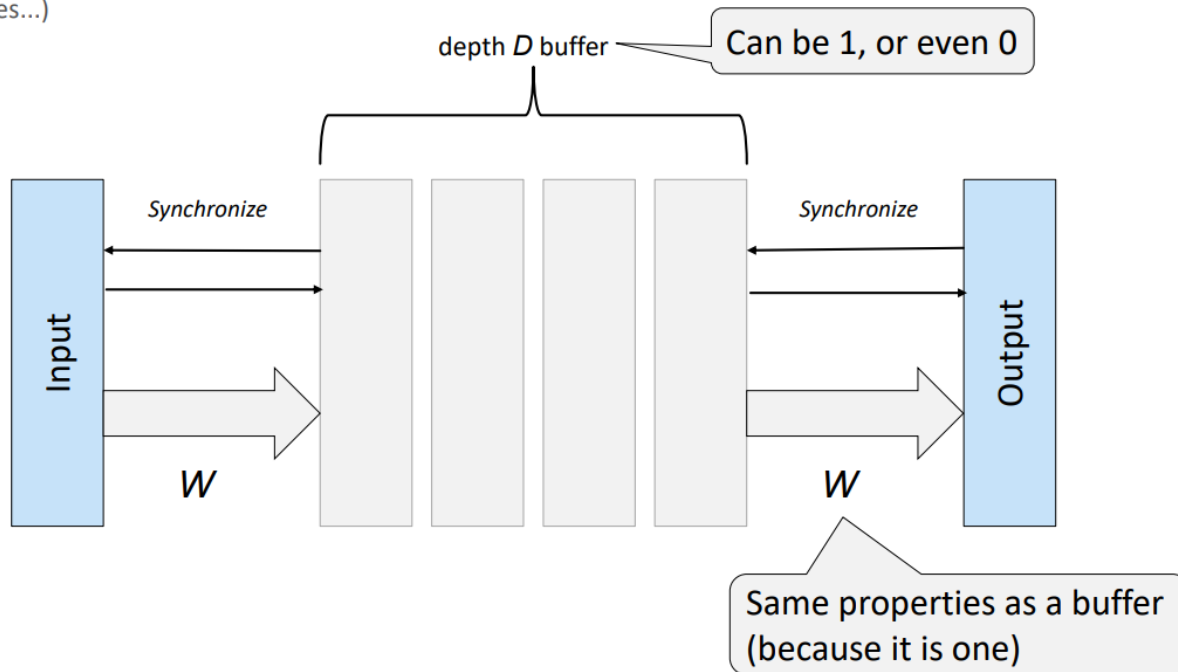 es...)
depth D buffer
Can be 1, or even 0
Synchronize
Synchronize
Input
Output
W
W
Same properties as a buffer
(because it is one)